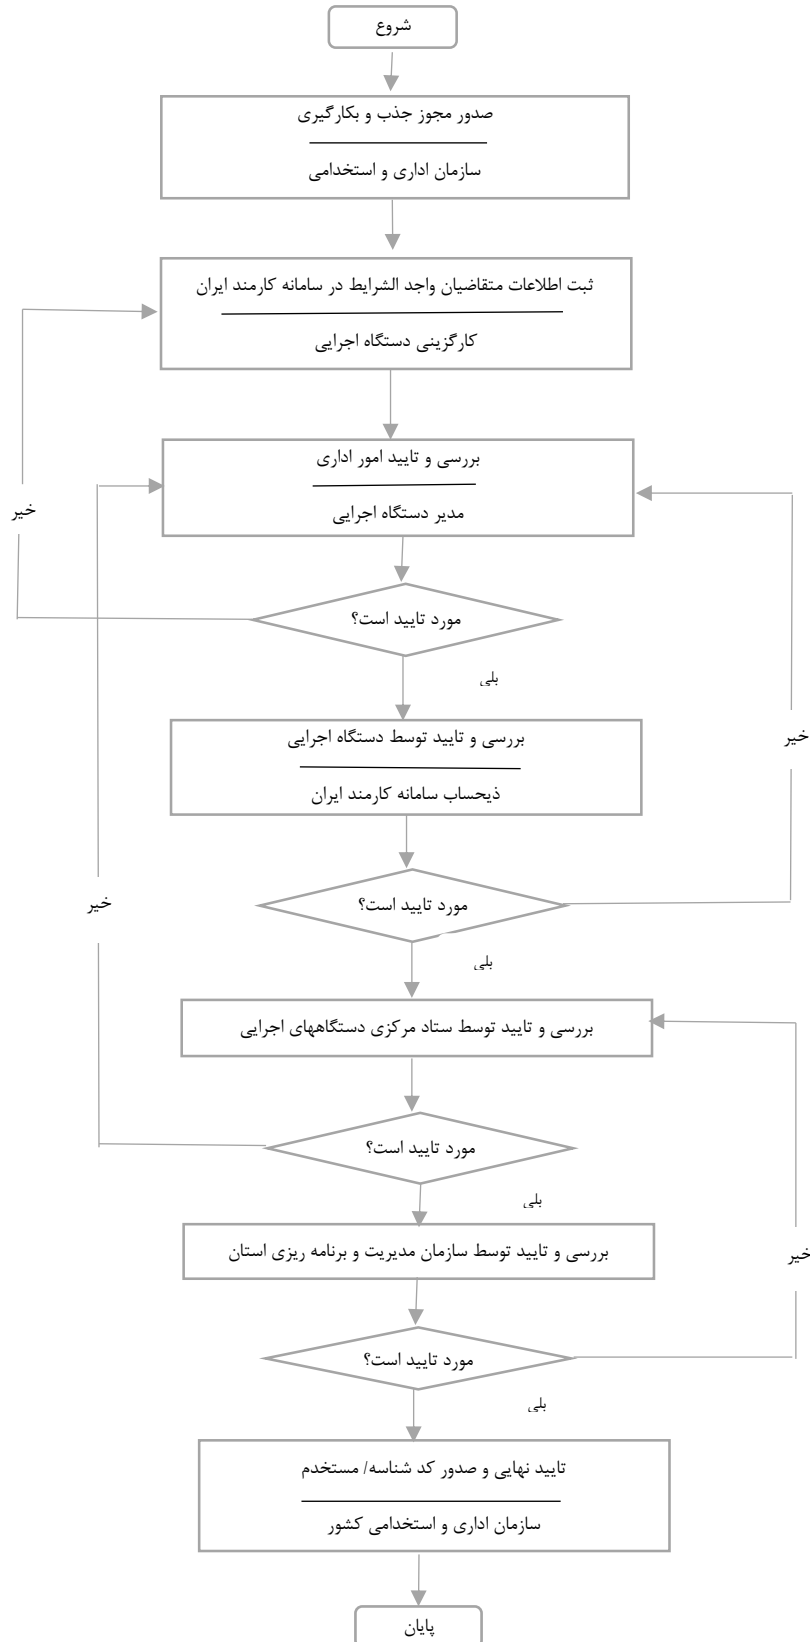 شروع
صدور مجوز جذب و بکارگیری
سازمان اداری و استخدامی
ثبت اطلاعات متقاضیان واجد الشرایط در سامانه کارمند ایران
کارگزینی دستگاه اجرایی
بررسی و تایید امور اداری
مدیر دستگاه اجرایی
خیر
مورد تایید است؟
بلی
بررسی و تایید توسط دستگاه اجرایی
خیر
ذیحساب سامانه کارمند ایران
مورد تایید است؟
خیر
بلی
بررسی و تایید توسط ستاد مرکزی دستگاههای اجرایی
مورد تایید است؟
بلی
بررسی و تایید توسط سازمان مدیریت و برنامه ریزی استان
خیر
مورد تایید است؟
بلی
تایید نهایی و صدور کد شناسه/ مستخدم
سازمان اداری و استخدامی کشور
پایان